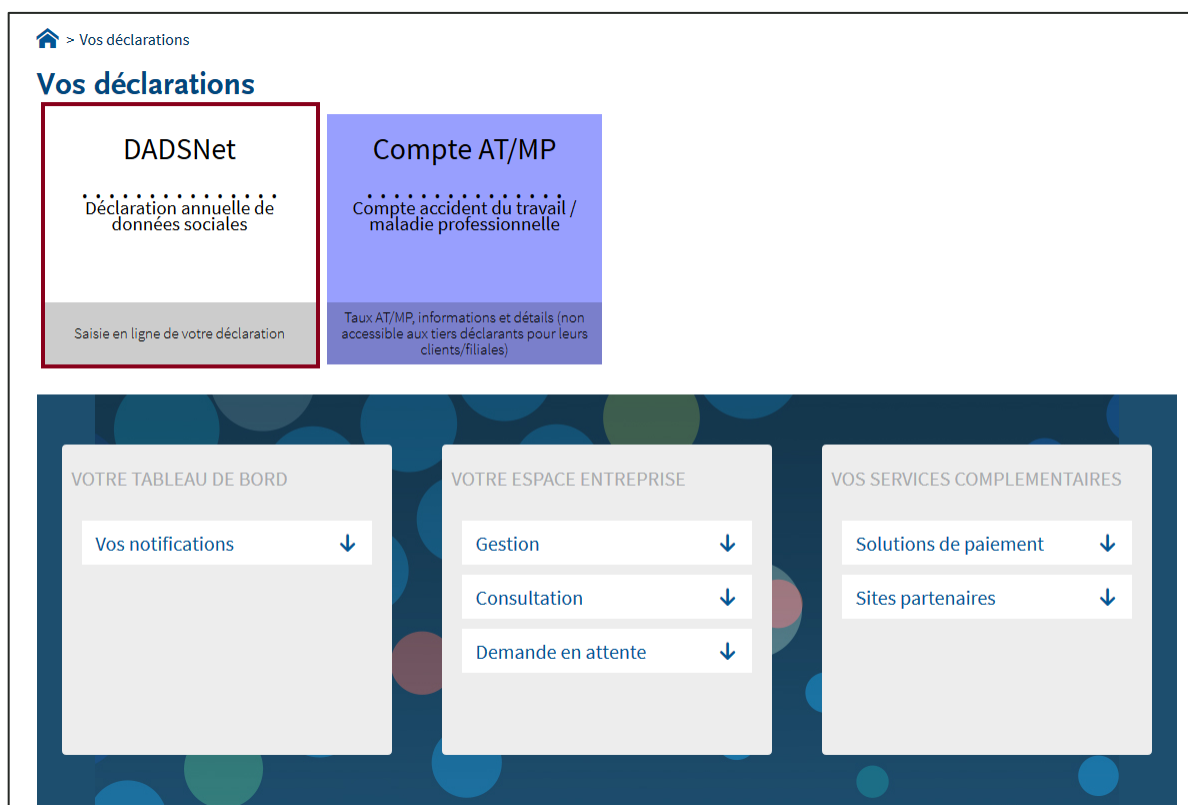 > Vos déclarations
Vos déclarations
DADSNet
Déclaration annuelle de
données sociales
Saisie en ligne de votre déclaration
Compte AT/MP
Compte accident du travail /
maladie professionnelle
Taux AT/MP, informations et détails (non
accessible aux tiers déclarants pour leurs
clients/filiales)
VOTRE TABLEAU DE BORD
Vos notifications
VOTRE ESPACE ENTREPRISE
Gestion
Consultation
Demande en attente
VOS SERVICES COMPLEMENTAIRES
Solutions de paiement
Sites partenaires